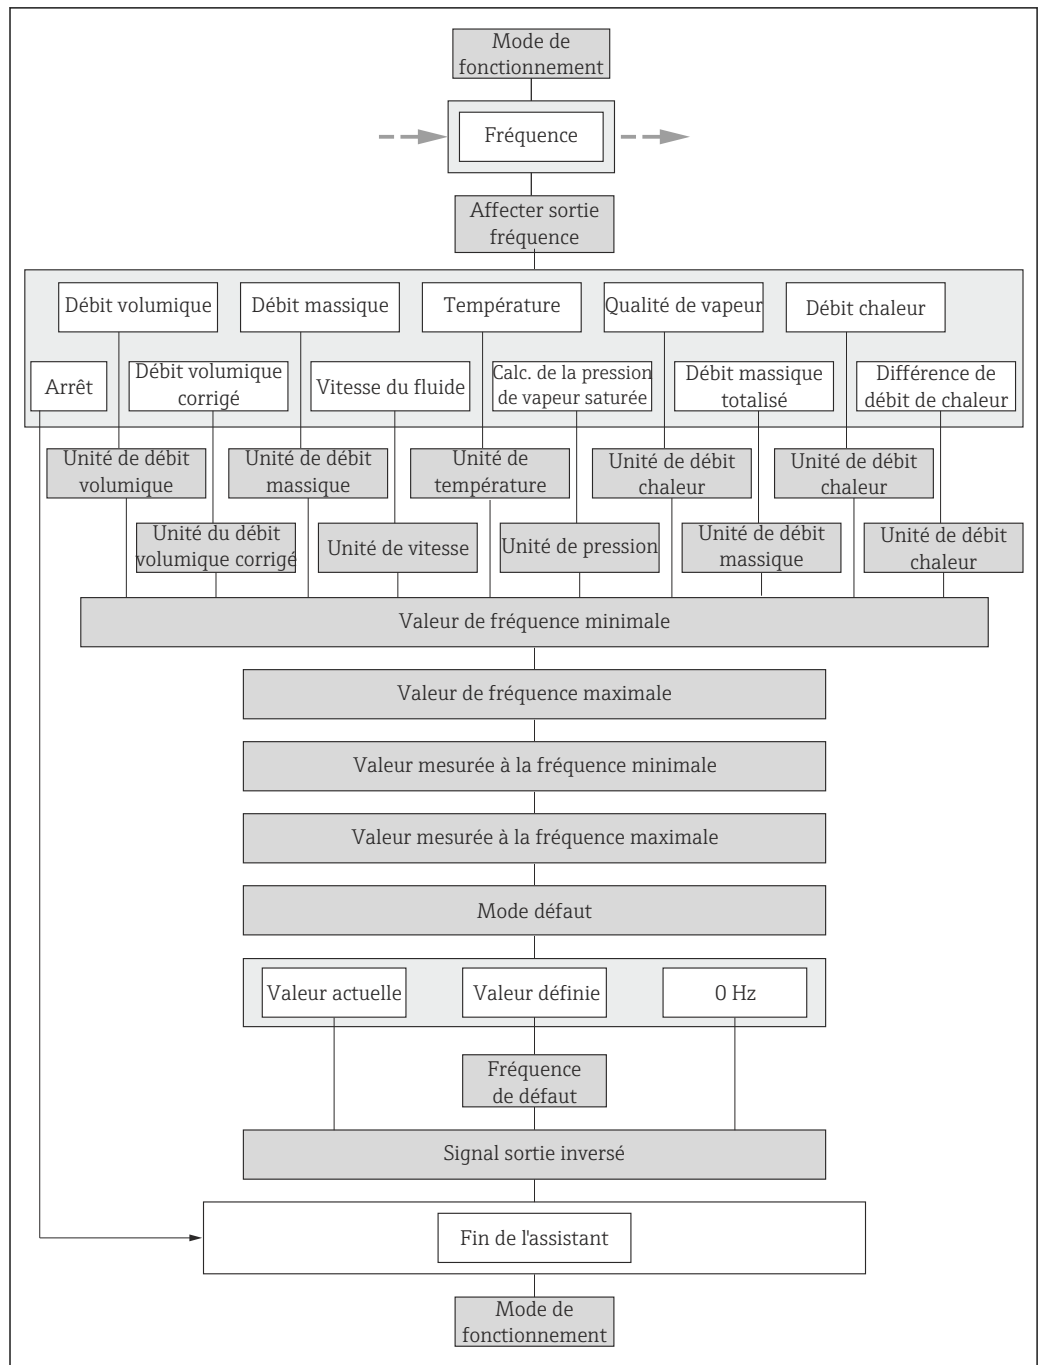 Mode de
fonctionnement
Fréquence
Affecter sortie
fréquence
Débit volumique
Débit massique
Température
Qualité de vapeur
Débit chaleur
Arrêt
Débit volumique
corrigé
Vitesse du fluide
Calc. de la pression
de vapeur saturée
Débit massique
totalisé
Différence de
débit de chaleur
Unité de débit
volumique
Unité de débit
massique
Unité de
température
Unité de débit
chaleur
Unité de débit
chaleur
Unité du débit
volumique corrigé
Unité de vitesse
Unité de pression
Unité de débit
massique
Unité de débit
chaleur
Valeur de fréquence minimale
Valeur de fréquence maximale
Valeur mesurée à la fréquence minimale
Valeur mesurée à la fréquence maximale
Mode défaut
Valeur actuelle
Valeur définie
0 Hz
Fréquence
de défaut
Signal sortie inversé
Fin de l'assistant
Mode de
fonctionnement